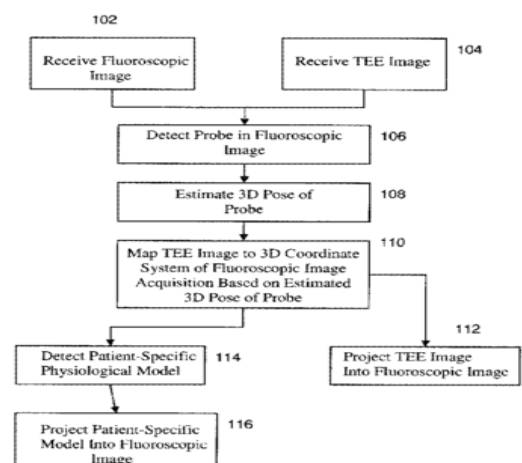 102
Receive Fluoroscopic
Image
Receive TEE Image
104
Detect Probe in Fluoroscopic
Image
106
Estimate 3D Pose of
Probe
108
110
Map TEE Image to 3D Coordinate
System of Fluoroscopic Image
Acquisition Based on Estimated
3D Pose of Probe
112
Detect Patient-Specific
Physiological Model
114
Project TEE Image
Into Fluoroscopic Image
Project Patient-Specific
Model Into Fluoroscopic
Image
116